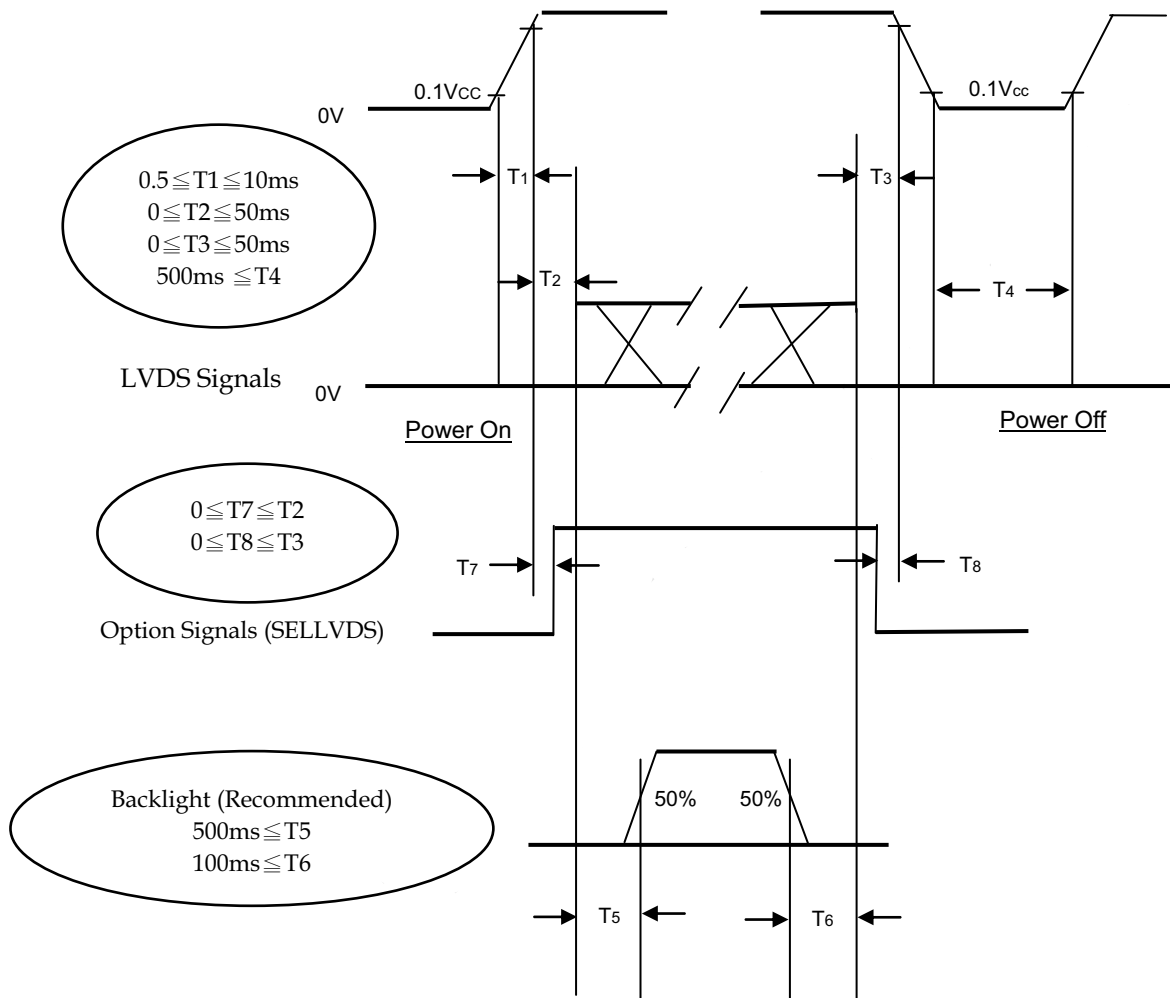 0.1VCC
0.1Vcc
0V
0.5≦T1≦10ms
0≦T2≦50ms
0≦T3≦50ms
500ms ≦T4
T1
T3
T2
T4
LVDS Signals
0V
Power On
Power Off
0≦T7≦T2
0≦T8≦T3
T7
T8
Option Signals (SELLVDS)
Backlight (Recommended)
500ms≦T5
100ms≦T6
50%
50%
T5
T6